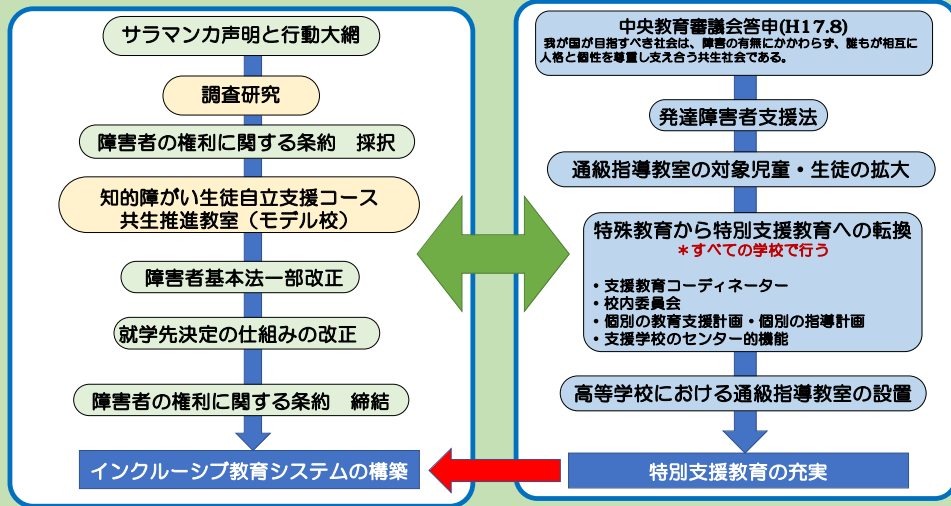 サラマンカ声明と行動大網
調査研究
障害者の権利に関する条約　採択
知的障がい生徒自立支援コース
共生推進教室（モデル校）
障害者基本法一部改正
就学先決定の仕組みの改正
障害者の権利に関する条約　締結
インクルーシブ教育システムの構築
中央教育審議会答申(H17.8)
我が国が目指すべき社会は、障害の有無にかかわらず、誰もが相互に
人格と個性を尊重し支え合う共生社会である。
発達障害者支援法
通級指導教室の対象児童・生徒の拡大
特殊教育から特別支援教育への転換
＊すべての学校で行う
・支援教育コーディネーター
・校内委員会
・個別の教育支援計画・個別の指導計画
・支援学校のセンター的機能
高等学校における通級指導教室の設置
特別支援教育の充実